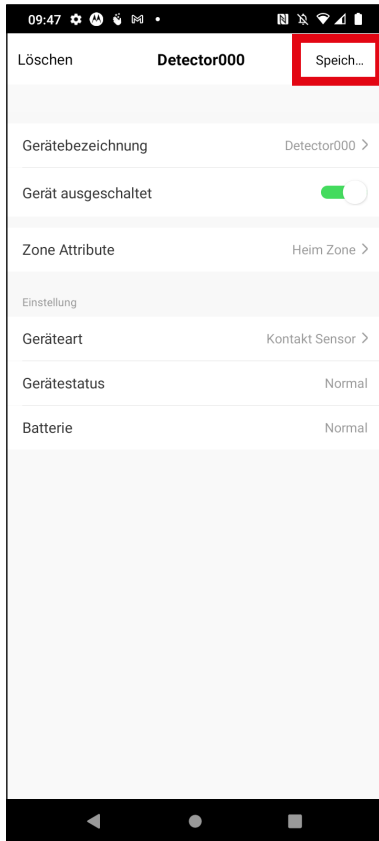 09:47
Löschen Detector000 Speich...
Gerätebezeichnung Detector000
Gerät ausgeschaltet
Zone Attribute Heim Zone
Einstellung
Geräteart Kontakt Sensor
Gerätestatus Normal
Batterie Normal